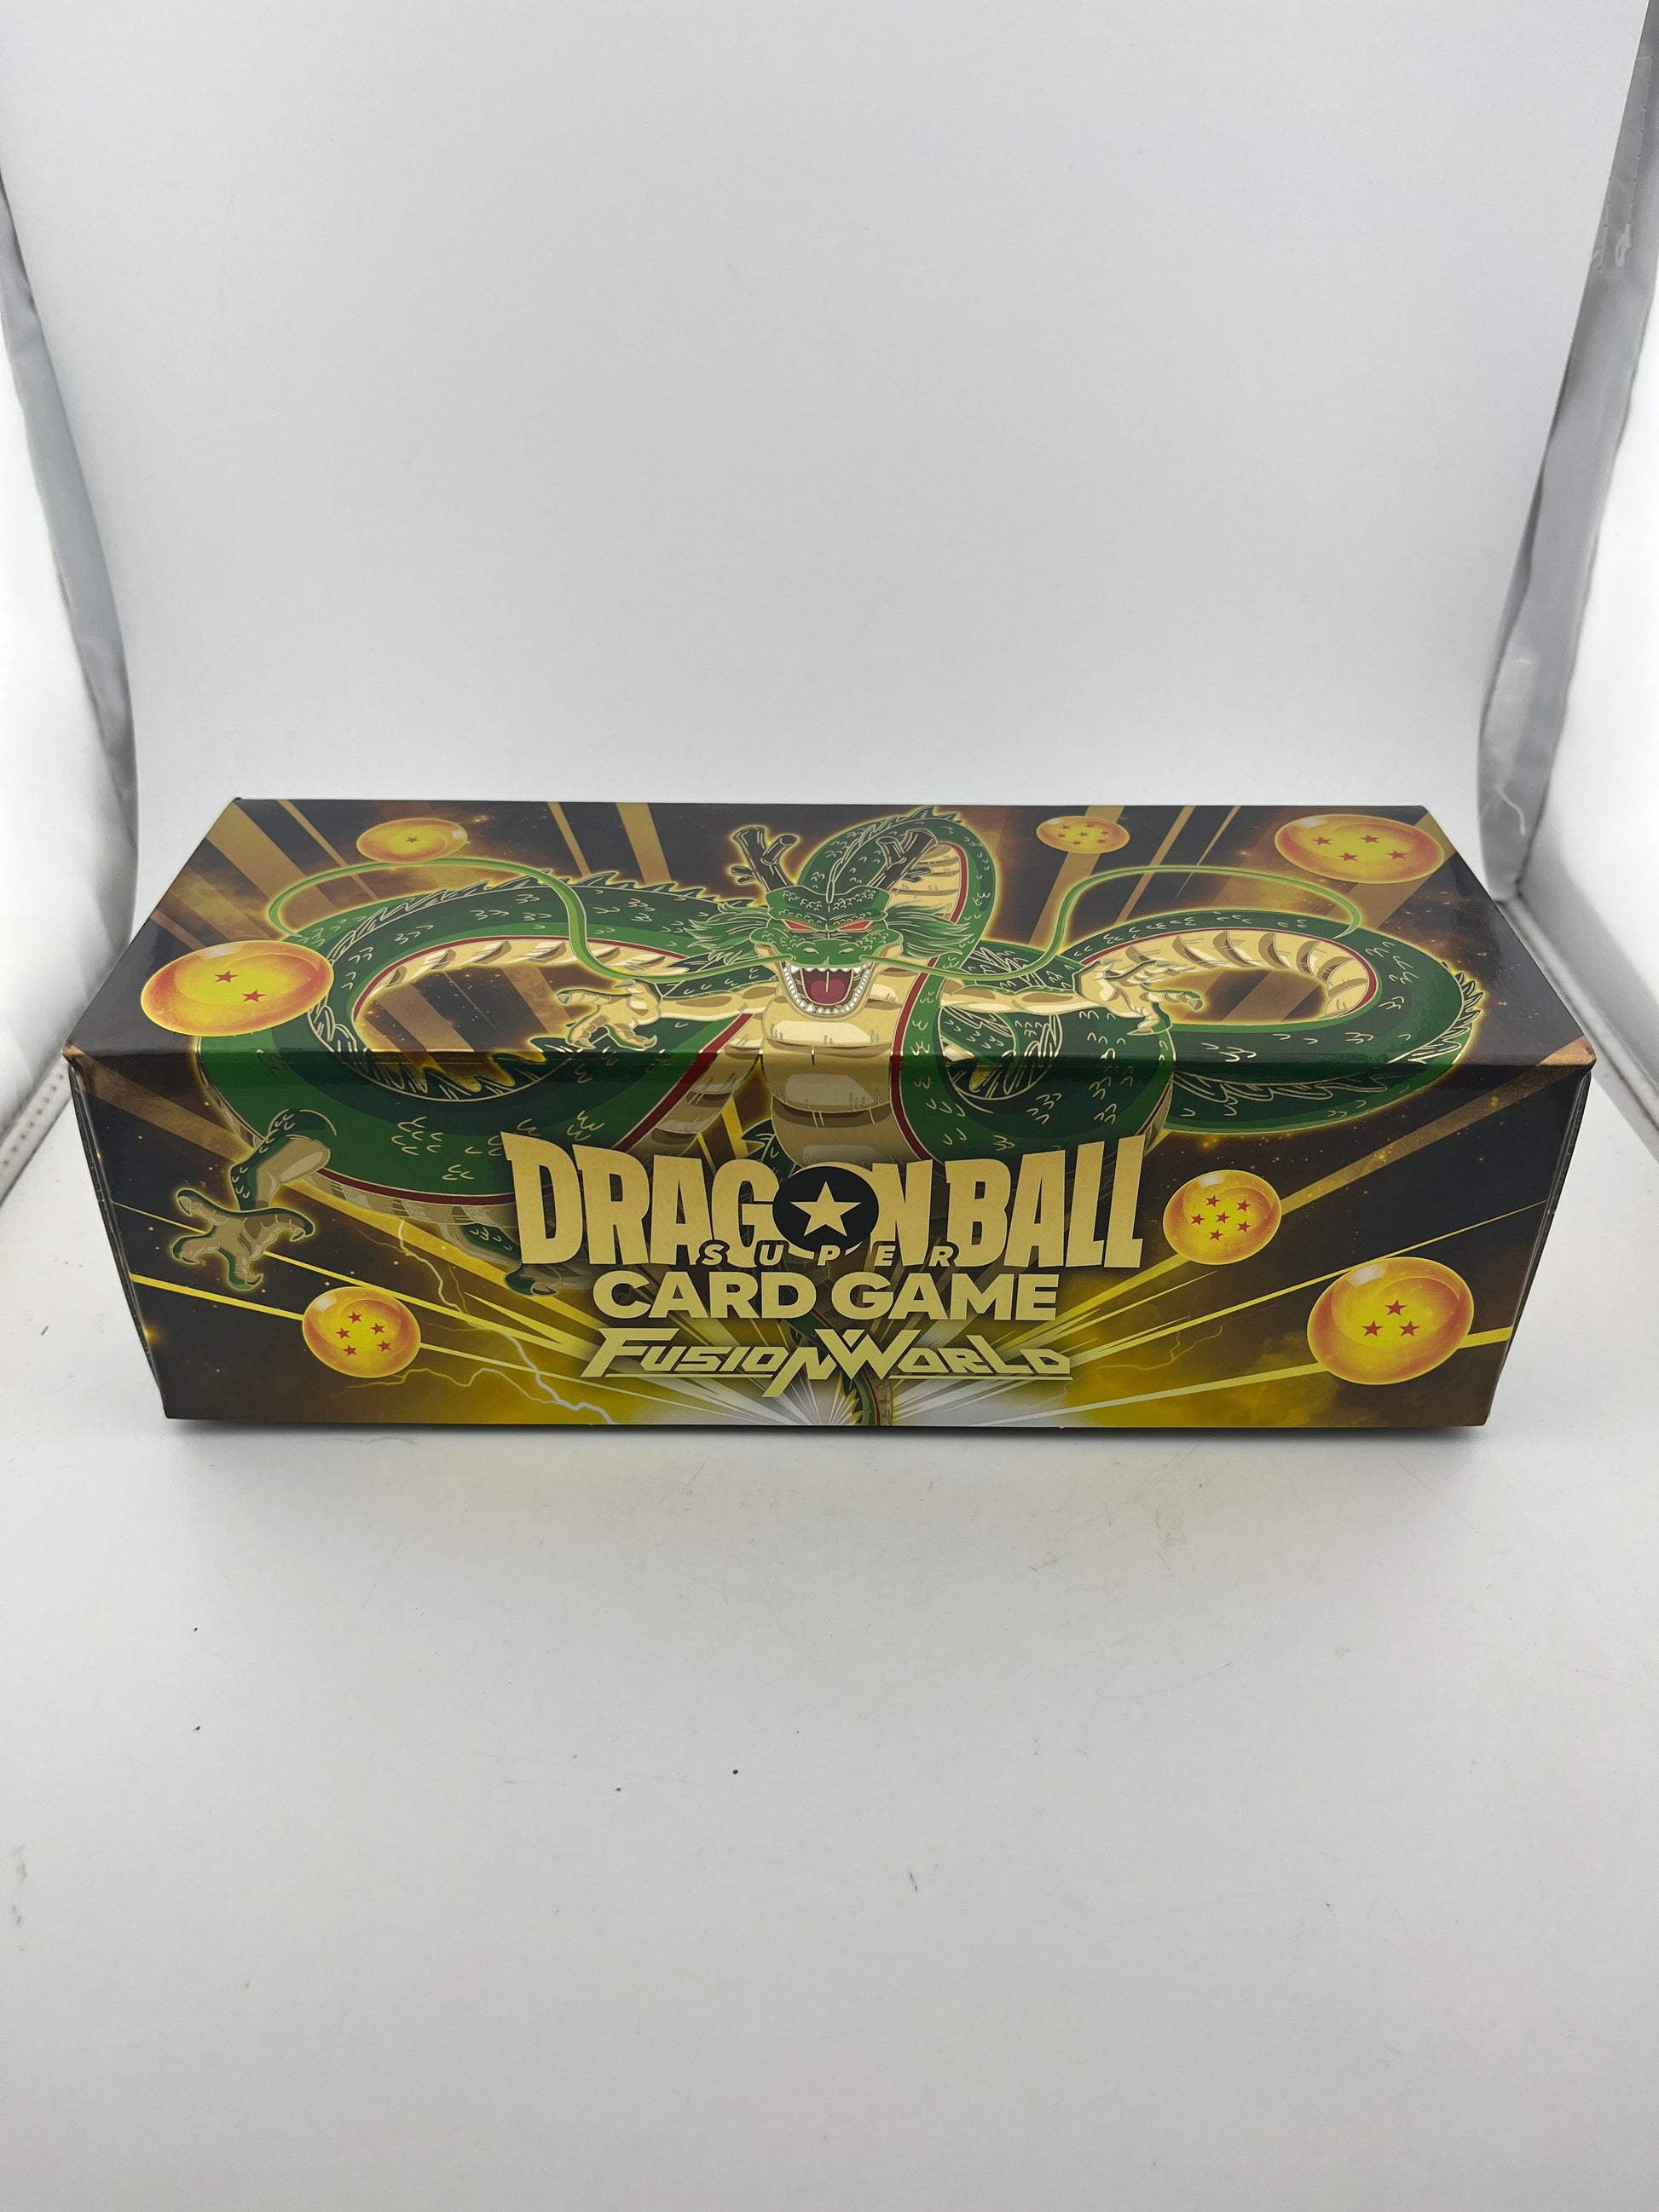 DRAGON BALL
SUPER
CARD GAME
FUSION WORLD